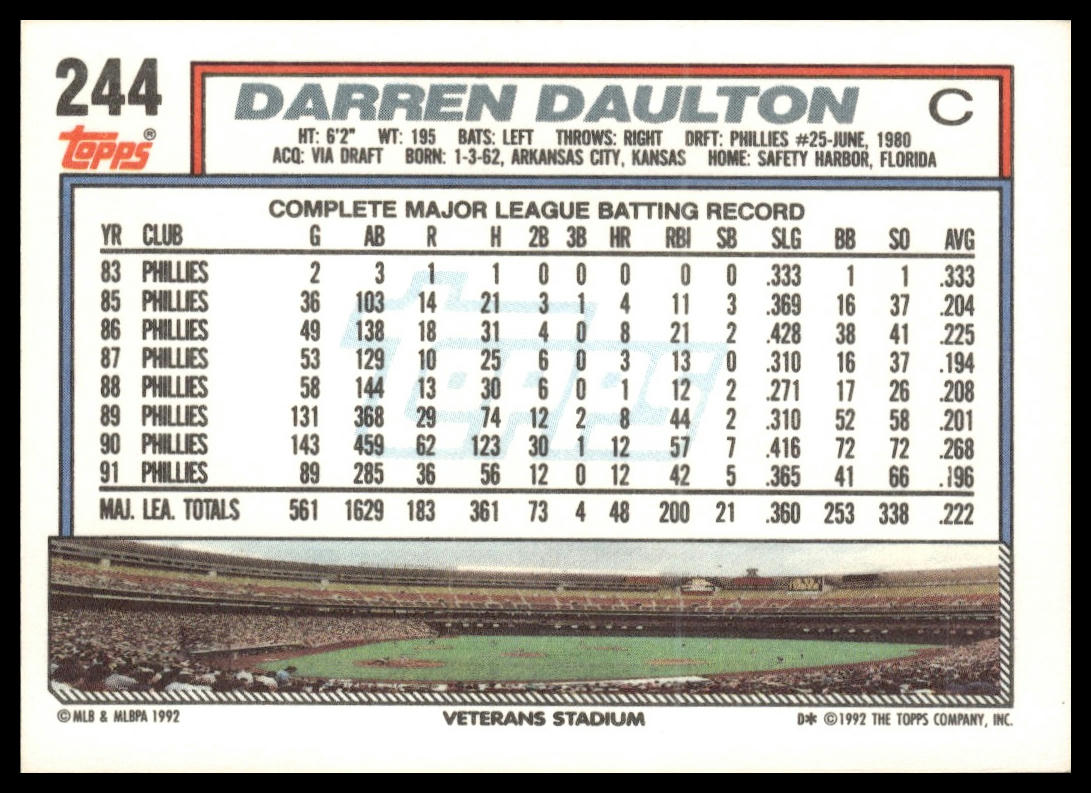 244
Topps®
DARREN DAULTON C
HT: 6'2" WT: 195 BATS: LEFT THROWS: RIGHT DRFT: PHILLIES #25-JUNE, 1980
ACQ: VIA DRAFT BORN: 1-3-62, ARKANSAS CITY, KANSAS HOME: SAFETY HARBOR, FLORIDA
COMPLETE MAJOR LEAGUE BATTING RECORD
YR CLUB G AB R H 2B 3B HR RBI SB SLG BB SO AVG
83 PHILLIES 2 3 1 1 0 0 0 0 0 .333 1 1 .333
85 PHILLIES 36 103 14 21 3 1 4 11 3 .369 16 37 .204
86 PHILLIES 49 138 18 31 4 0 8 21 2 .428 38 41 .225
87 PHILLIES 53 129 10 25 6 0 3 13 0 .310 16 37 .194
88 PHILLIES 58 144 13 30 6 0 1 12 2 .271 17 26 .208
89 PHILLIES 131 368 29 74 12 2 8 44 2 .310 52 58 .201
90 PHILLIES 143 459 62 123 30 1 12 57 7 .416 72 72 .268
91 PHILLIES 89 285 36 56 12 0 12 42 5 .365 41 66 .196
MAJ. LEA. TOTALS 561 1629 183 361 73 4 48 200 21 .360 253 338 .222
Topps
© MLB & MLBPA 1992 VETERANS STADIUM D* © 1992 THE TOPPS COMPANY, INC.